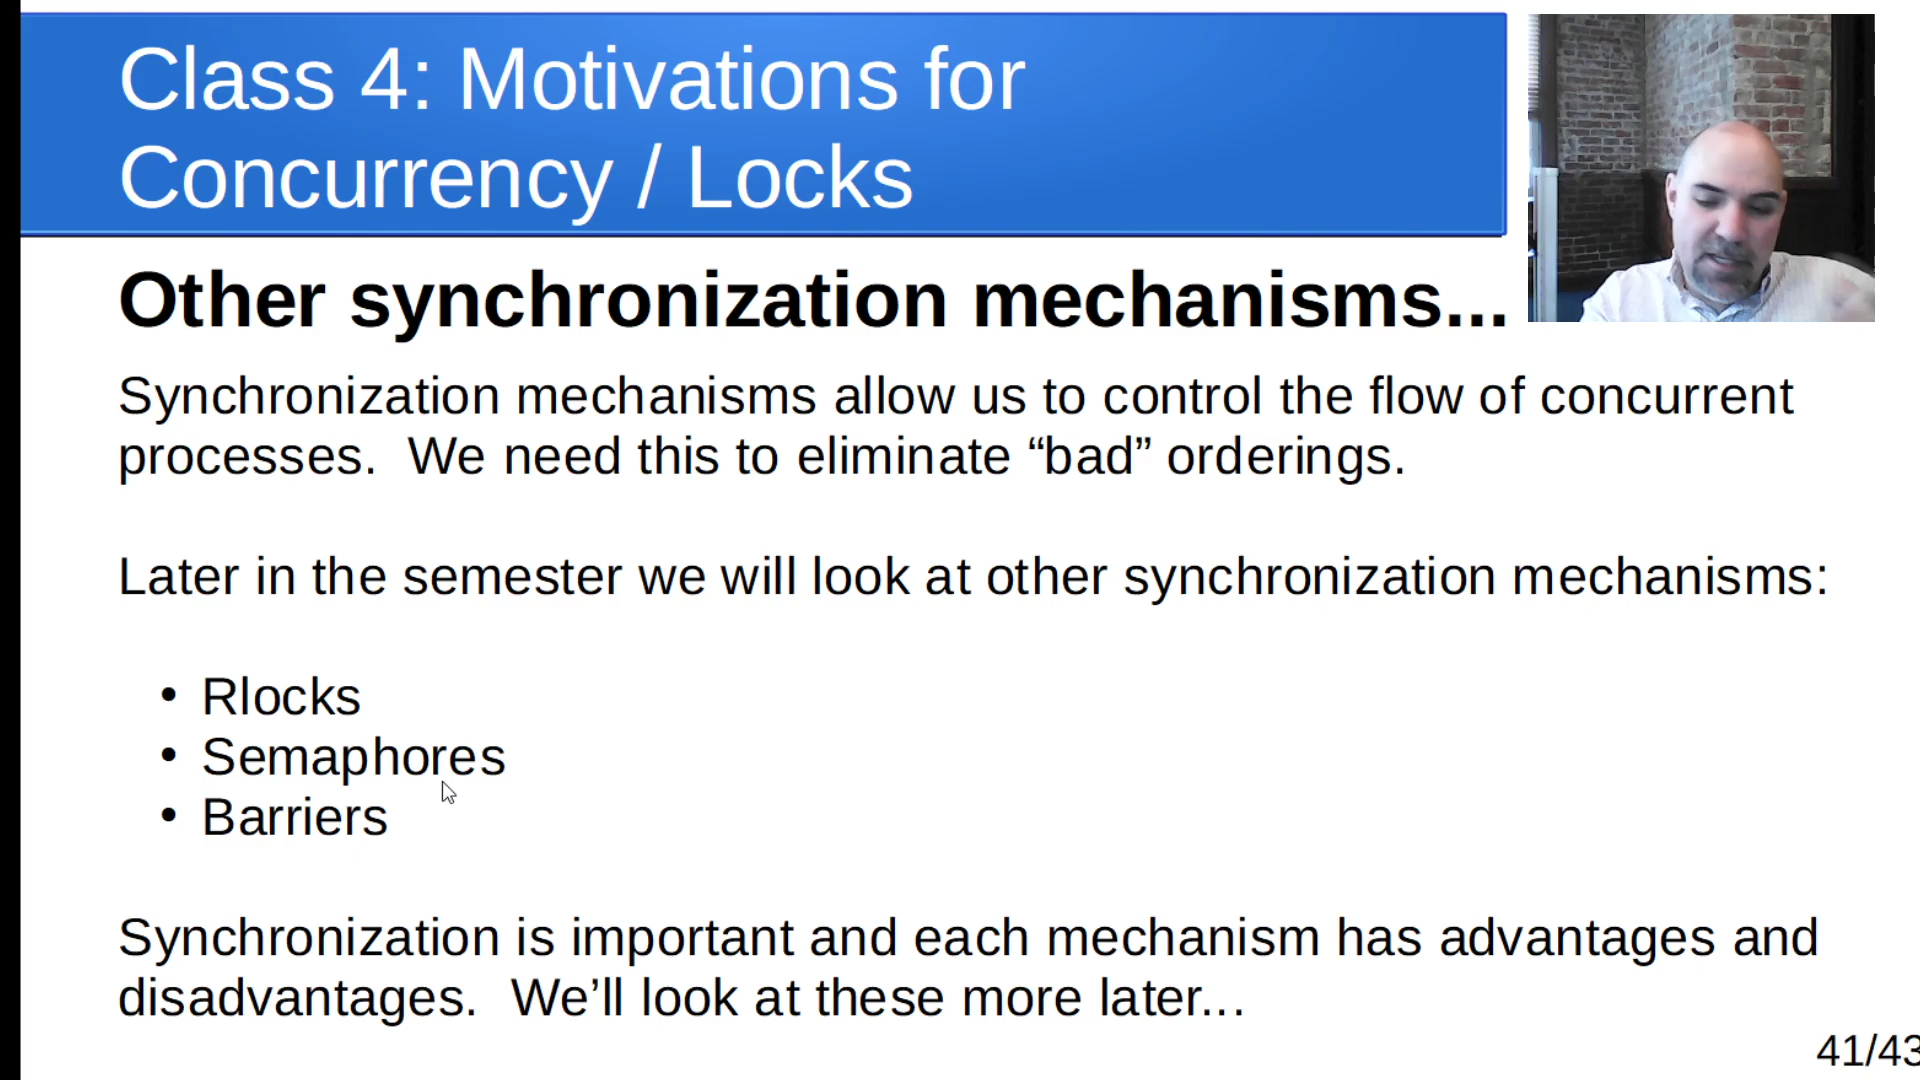 Class 4: Motivations for
Concurrency / Locks
Other synchronization mechanisms...
Synchronization mechanisms allow us to control the flow of concurrent
processes.  We need this to eliminate “bad” orderings.
Later in the semester we will look at other synchronization mechanisms:
• Rlocks
• Semaphores
• Barriers
Synchronization is important and each mechanism has advantages and
disadvantages.  We’ll look at these more later...
41/43